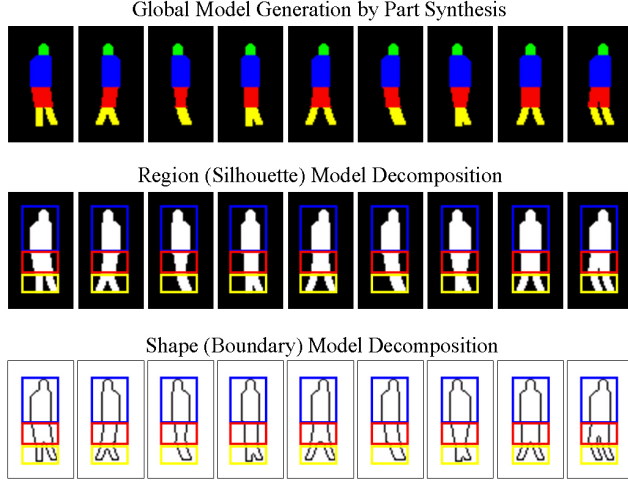 Global Model Generation by Part Synthesis
Region (Silhouette) Model Decomposition
Shape (Boundary) Model Decomposition